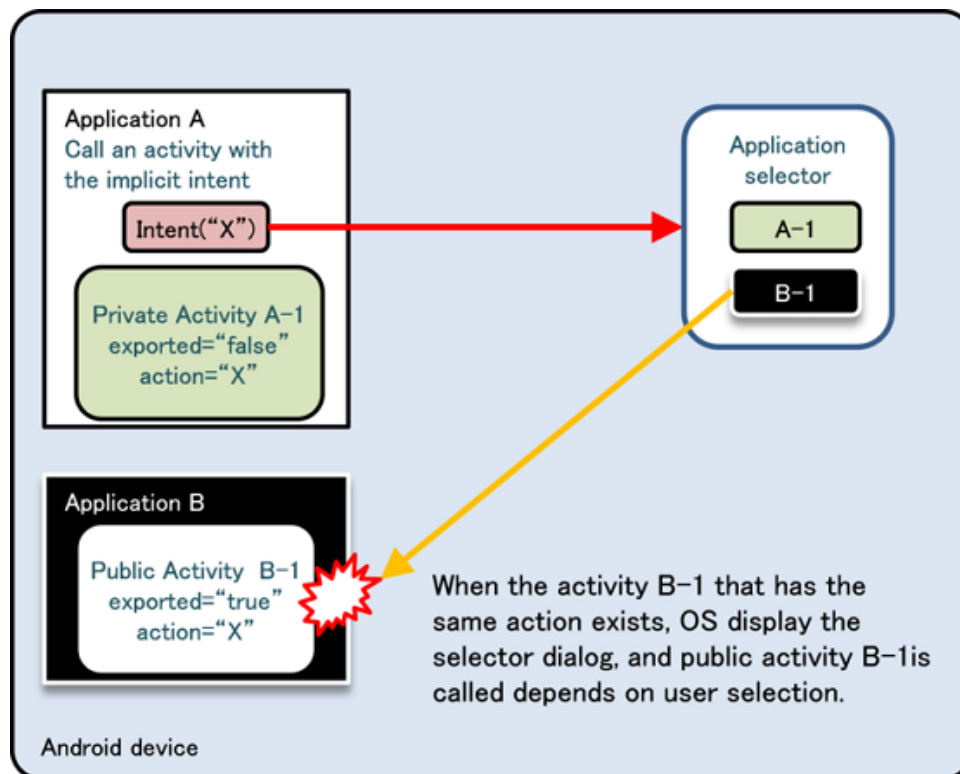 Application A
Call an activity with
the implicit intent
Intent(“X”)
Private Activity A-1
exported=“false”
action=“X”
Application
selector
A-1
B-1
Application B
Public Activity B-1
exported=“true”
action=“X”
When the activity B-1 that has the
same action exists, OS display the
selector dialog, and public activity B-1is
called depends on user selection.
Android device